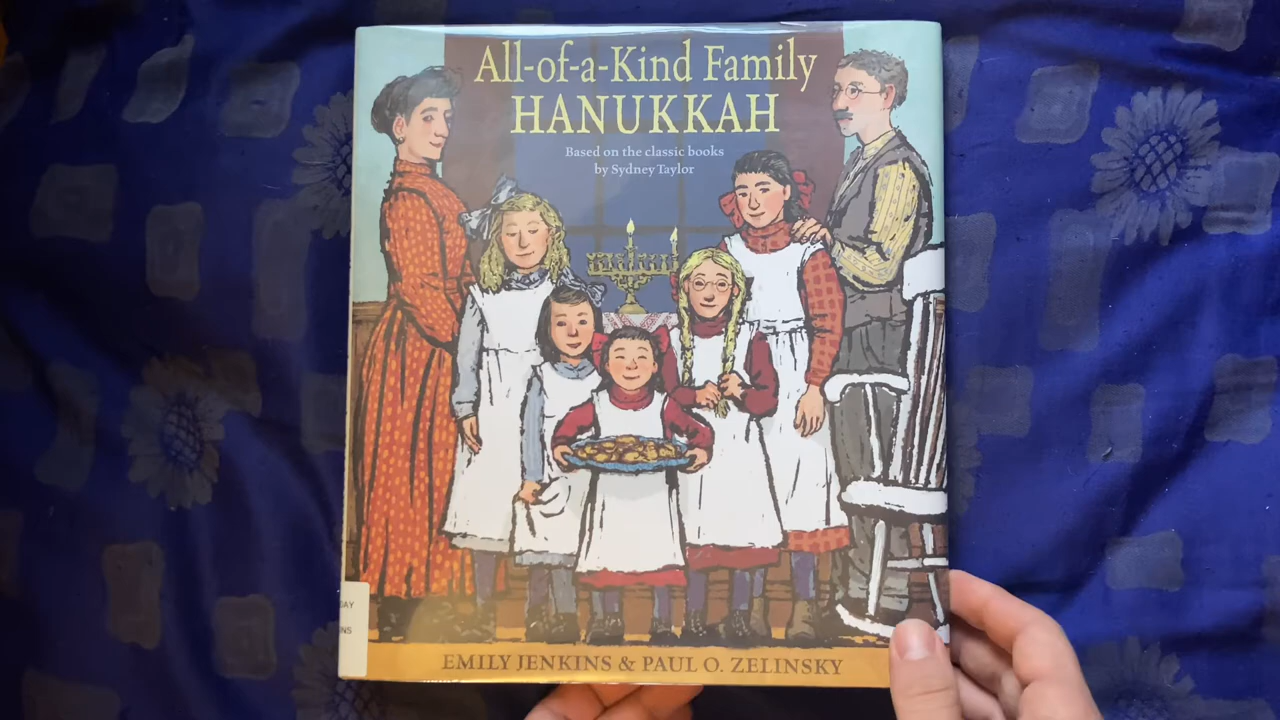 All-of-a-Kind Family
HANUKKAH
Based on the classic books
by Sydney Taylor
EMILY JENKINS & PAUL O. ZELINSKY